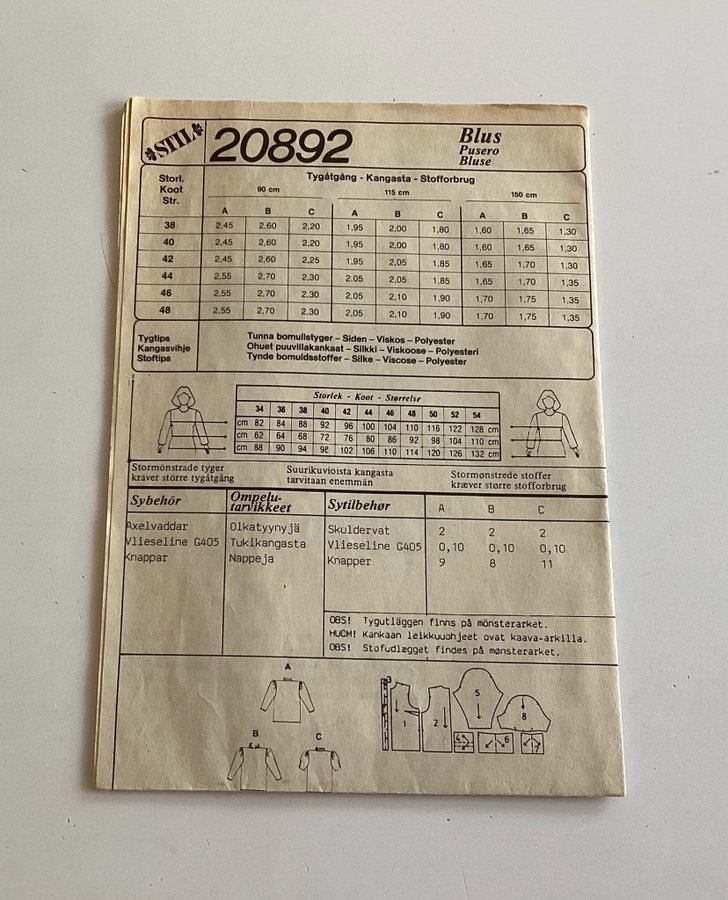 STIL 20892 Blus
Pusero
Bluse
Storl.
Koot
Str.
Tygåtgång - Kangasta - Stofforbrug
90 cm 115 cm 150 cm
A B C A B C A B C
38 2,45 2,60 2,20 1,95 2,00 1,80 1,60 1,65 1,30
40 2,45 2,60 2,20 1,95 2,00 1,80 1,60 1,65 1,30
42 2,45 2,60 2,25 1,95 2,05 1,85 1,65 1,70 1,30
44 2,55 2,70 2,30 2,05 2,05 1,85 1,65 1,70 1,35
46 2,55 2,70 2,30 2,05 2,10 1,90 1,70 1,75 1,35
48 2,55 2,70 2,30 2,05 2,10 1,90 1,70 1,75 1,35
Tygtips
Kangasvihje
Stoftips
Tunna bomullstyger – Siden – Viskos – Polyester
Ohuet puuvillakankaat – Silkki – Viskoose – Polyesteri
Tynde bomuldsstoffer – Silke – Viscose – Polyester
Storlek - Koot - Størrelse
34 36 38 40 42 44 46 48 50 52 54
cm 82 84 88 92 96 100 104 110 116 122 128 cm
cm 62 64 68 72 76 80 86 92 98 104 110 cm
cm 88 90 94 98 102 106 110 114 120 126 132 cm
Stormönstrade tyger
kräver större tygåtgång
Suurikuvioista kangasta
tarvitaan enemmän
Stormønstrede stoffer
kræver storre stofforbrug
Sybehör
Axelvaddar
Vlieseline G405
Knappar
Ompelu-
tarvikkeet
Olkatyynyjä
Tukikangasta
Nappeja
Sytilbehør A B C
Skuldervat 2 2 2
Vlieseline G405 0,10 0,10 0,10
Knapper 9 8 11
OBS! Tygutläggen finns på mönsterarket.
HUOM! Kankaan leikkuuohjeet ovat kaava-arkilla.
OBS! Stofudlægget findes på mønsterarket.
A
B C
3 1 2 5 8
4 6 7